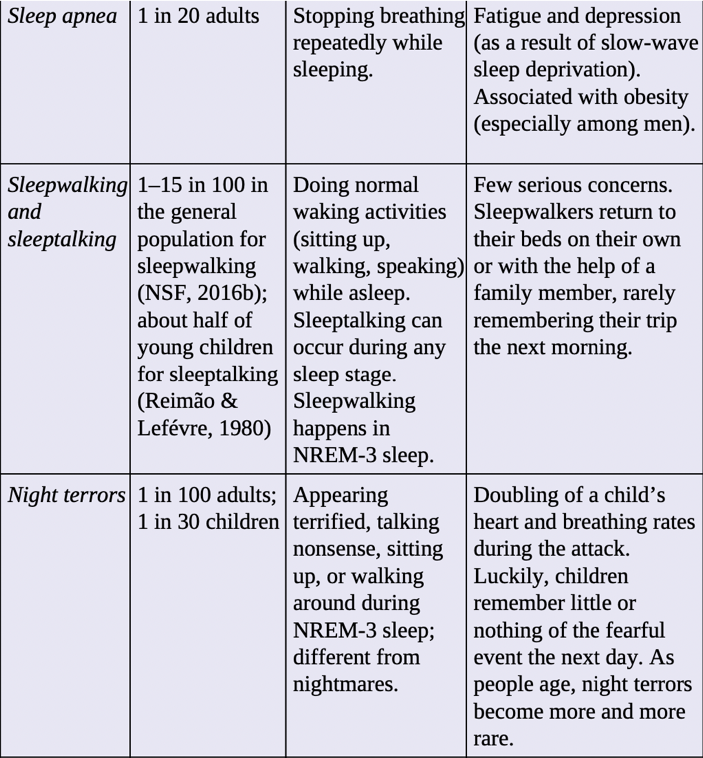 Sleep apnea
1 in 20 adults
Stopping breathing
repeatedly while
sleeping.
Fatigue and depression
(as a result of slow-wave
sleep deprivation).
Associated with obesity
(especially among men).
Sleepwalking
and
sleeptalking
1–15 in 100 in
the general
population for
sleepwalking
(NSF, 2016b);
about half of
young children
for sleeptalking
(Reimão &
Lefévre, 1980)
Doing normal
waking activities
(sitting up,
walking, speaking)
while asleep.
Sleeptalking can
occur during any
sleep stage.
Sleepwalking
happens in
NREM-3 sleep.
Few serious concerns.
Sleepwalkers return to
their beds on their own
or with the help of a
family member, rarely
remembering their trip
the next morning.
Night terrors
1 in 100 adults;
1 in 30 children
Appearing
terrified, talking
nonsense, sitting
up, or walking
around during
NREM-3 sleep;
different from
nightmares.
Doubling of a child’s
heart and breathing rates
during the attack.
Luckily, children
remember little or
nothing of the fearful
event the next day. As
people age, night terrors
become more and more
rare.